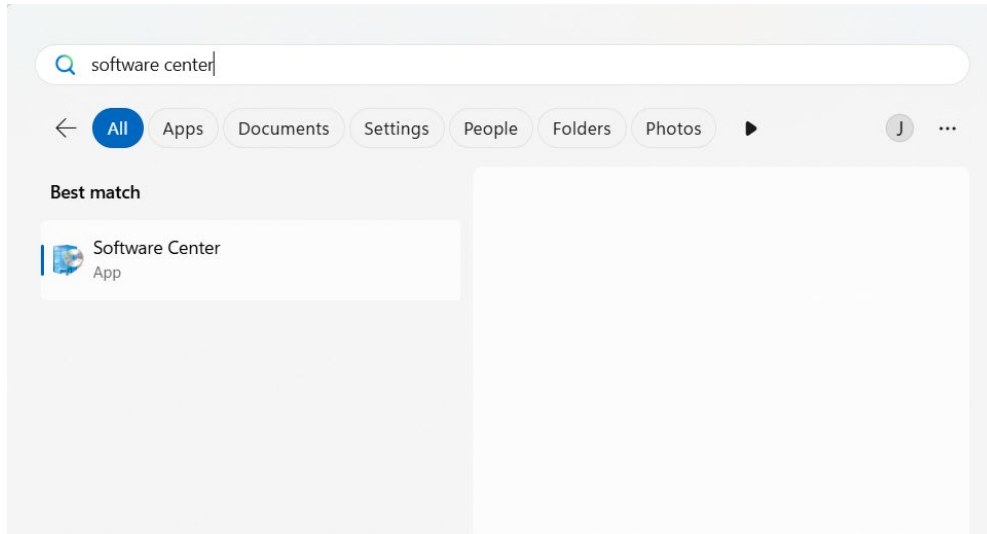 software center
All Apps Documents Settings People Folders Photos J ...
Best match
Software Center
App